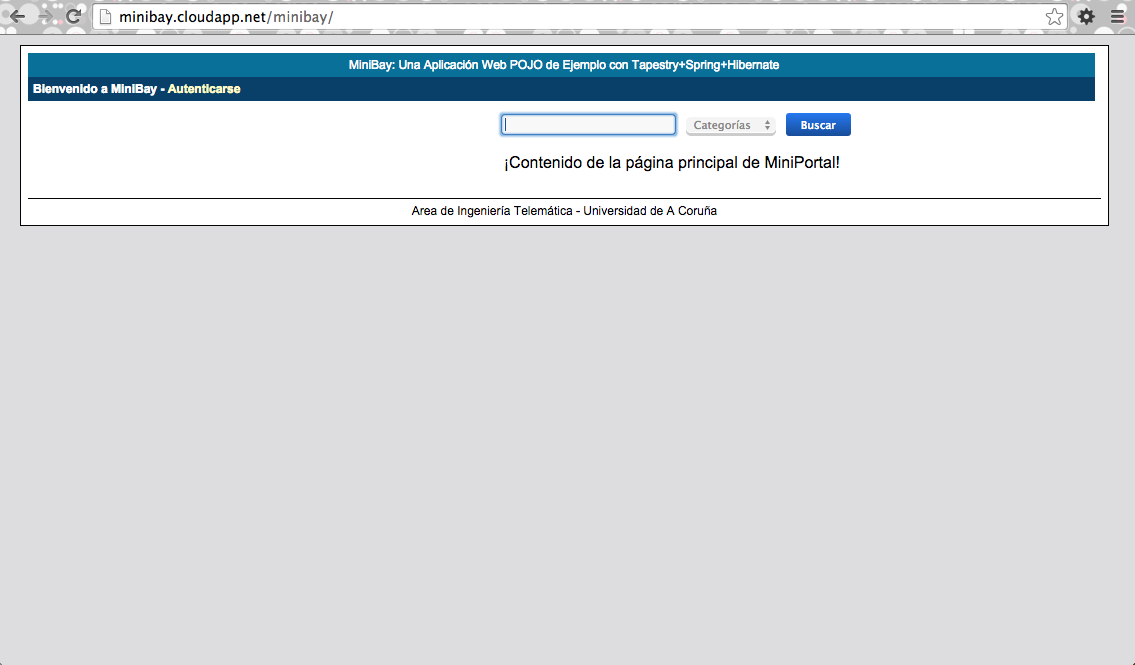 minibay.cloudapp.net/minibay/
MiniBay: Una Aplicación Web POJO de Ejemplo con Tapestry+Spring+Hibernate
Bienvenido a MiniBay - Autenticarse
Categorías Buscar
¡Contenido de la página principal de MiniPortal!
Area de Ingeniería Telemática - Universidad de A Coruña